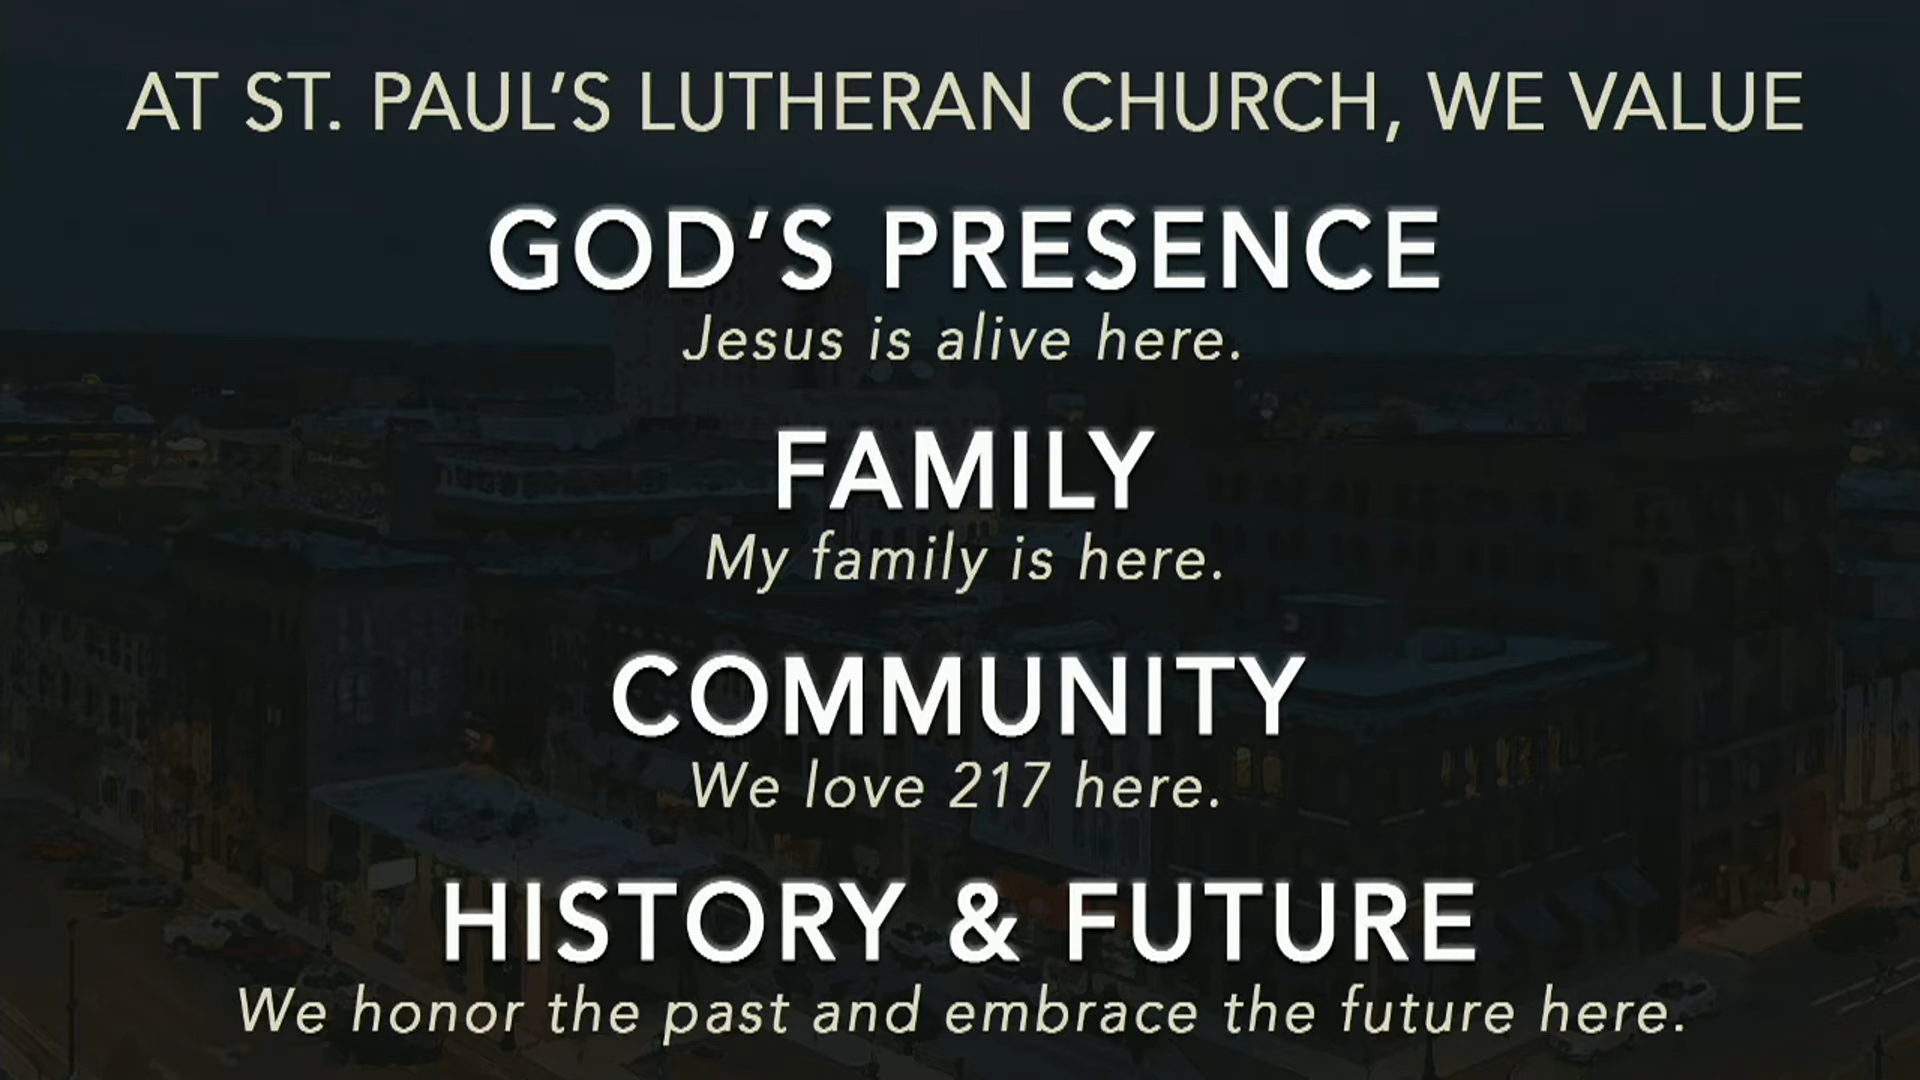 AT ST. PAUL’S LUTHERAN CHURCH, WE VALUE
GOD’S PRESENCE
Jesus is alive here.
FAMILY
My family is here.
COMMUNITY
We love 217 here.
HISTORY & FUTURE
We honor the past and embrace the future here.